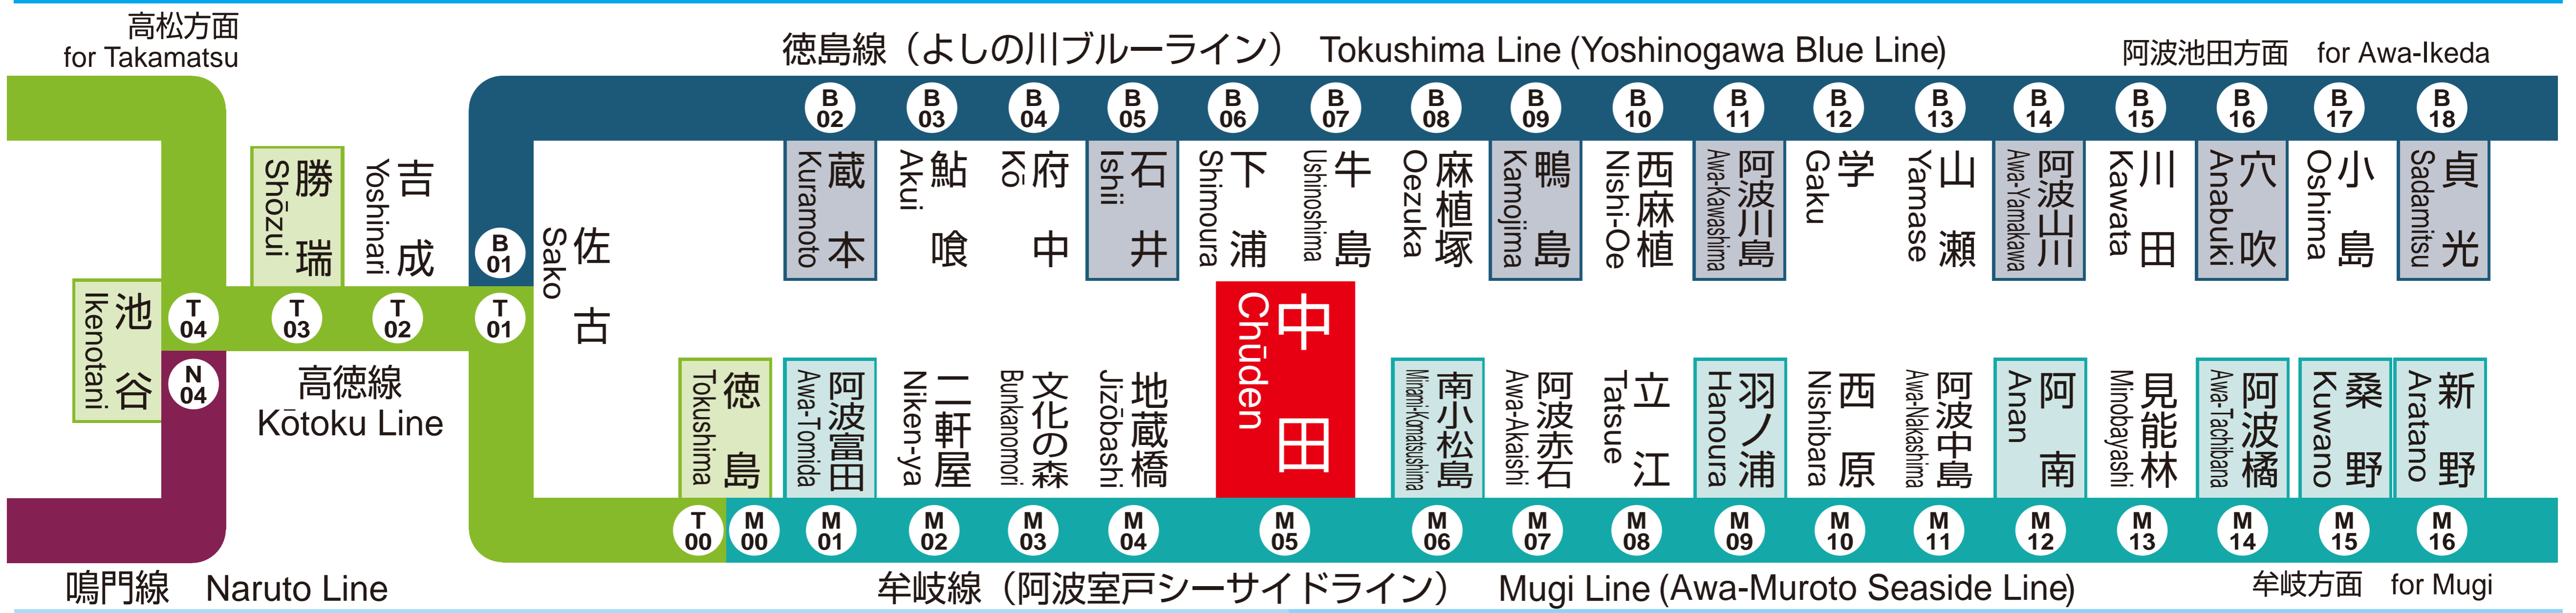 高松方面
for Takamatsu
徳島線（よしの川ブルーライン） Tokushima Line (Yoshinogawa Blue Line)
阿波池田方面 for Awa-Ikeda
B 02
蔵本
Kuramoto
B 03
鮎喰
Akui
B 04
府中
Kō
B 05
石井
Ishii
B 06
下浦
Shimoura
B 07
牛島
Ushinoshima
B 08
麻植塚
Oezuka
B 09
鴨島
Kamojima
B 10
西麻植
Nishi-Oe
B 11
阿波川島
Awa-Kawashima
B 12
学
Gaku
B 13
山瀬
Yamase
B 14
阿波山川
Awa-Yamakawa
B 15
川田
Kawata
B 16
穴吹
Anabuki
B 17
小島
Oshima
B 18
貞光
Sadamitsu
池谷
Ikenotani
T 04
N 04
勝瑞
Shōzui
T 03
吉成
Yoshinari
T 02
B 01
T 01
佐古
Sako
高徳線
Kōtoku Line
徳島
Tokushima
T 00
M 00
阿波富田
Awa-Tomida
M 01
二軒屋
Niken-ya
M 02
文化の森
Bunkamomori
M 03
地蔵橋
Jizōbashi
M 04
中田
Chūden
M 05
南小松島
Minami-Komatsushima
M 06
阿波赤石
Awa-Akaishi
M 07
立江
Tatsue
M 08
羽ノ浦
Hanoura
M 09
西原
Nishibara
M 10
阿波中島
Awa-Nakashima
M 11
阿南
Anan
M 12
見能林
Minobayashi
M 13
阿波橘
Awa-Tachibana
M 14
桑野
Kuwano
M 15
新野
Aratano
M 16
鳴門線 Naruto Line
牟岐線（阿波室戸シーサイドライン） Mugi Line (Awa-Muroto Seaside Line)
牟岐方面 for Mugi